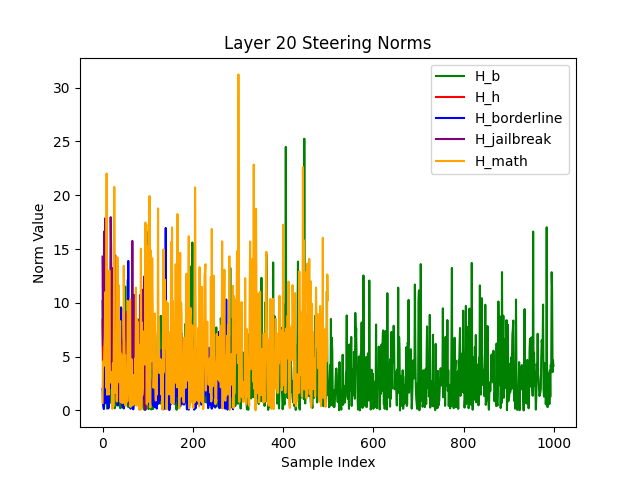 Layer 20 Steering Norms
H_b
H_h
H_borderline
H_jailbreak
H_math
Norm Value
30
25
20
15
10
5
0
0 200 400 600 800 1000
Sample Index